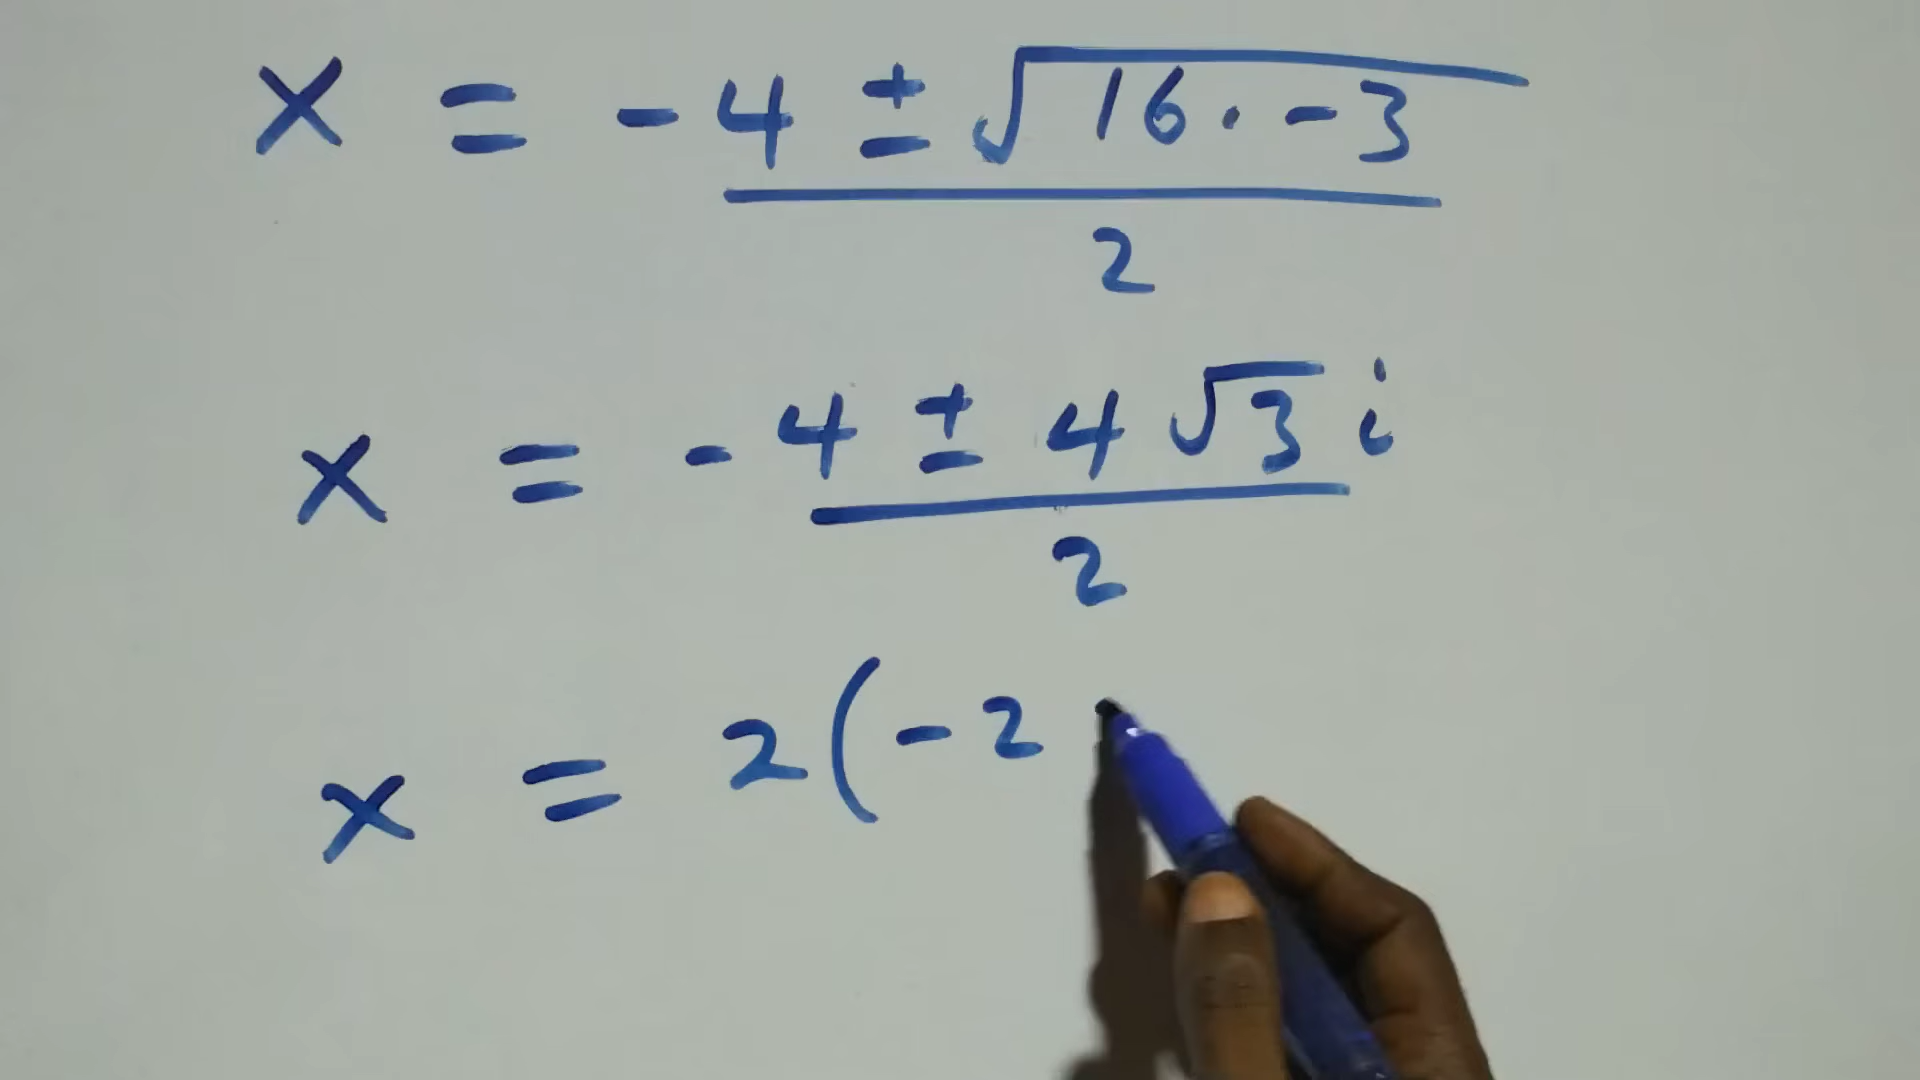 x = -4 ± √16 · -3
2
x = -4 ± 4 √3 i
2
x = 2 ( - 2